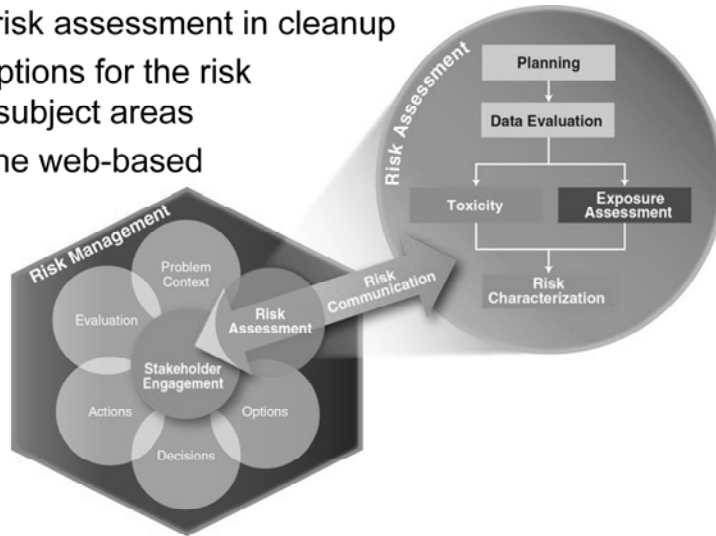 risk assessment in cleanup
ptions for the risk
subject areas
ne web-based
Risk Assessment
Planning
Data Evaluation
Toxicity
Exposure
Assessment
Risk
Characterization
Risk Management
Problem
Context
Risk
Assessment
Risk
Communication
Evaluation
Stakeholder
Engagement
Actions
Options
Decisions